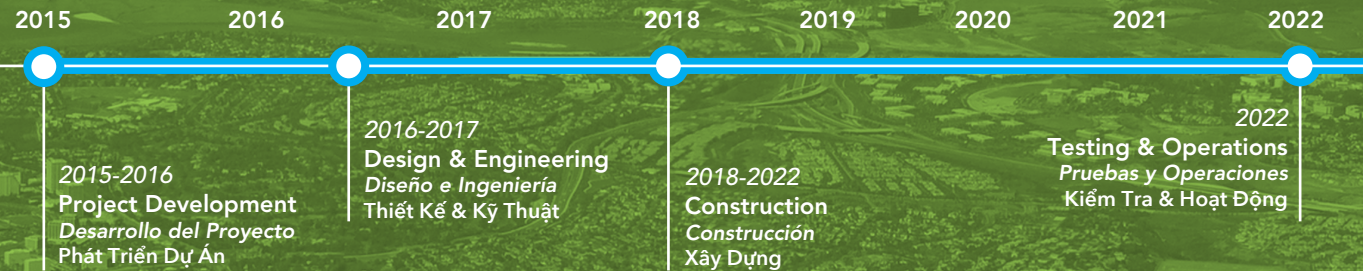 2015 2016 2017 2018 2019 2020 2021 2022
2015-2016
Project Development
Desarrollo del Proyecto
Phát Triển Dự Án
2016-2017
Design & Engineering
Diseño e Ingeniería
Thiết Kế & Kỹ Thuật
2018-2022
Construction
Construcción
Xây Dựng
2022
Testing & Operations
Pruebas y Operaciones
Kiểm Tra & Hoạt Động